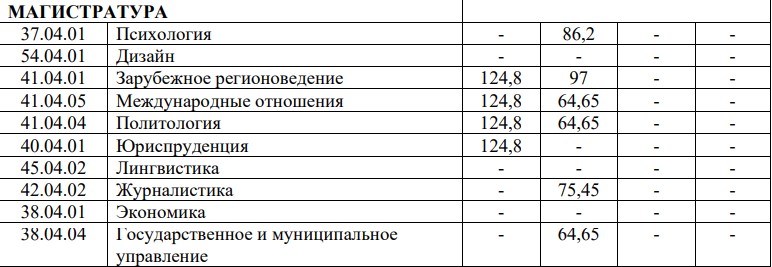 МАГИСТРАТУРА
37.04.01 Психология - 86,2 - -
54.04.01 Дизайн - - - -
41.04.01 Зарубежное регионоведение 124,8 97 - -
41.04.05 Международные отношения 124,8 64,65 - -
41.04.04 Политология 124,8 64,65 - -
40.04.01 Юриспруденция 124,8 - - -
45.04.02 Лингвистика - - - -
42.04.02 Журналистика - 75,45 - -
38.04.01 Экономика - - - -
38.04.04 Государственное и муниципальное - 64,65 - -
управление